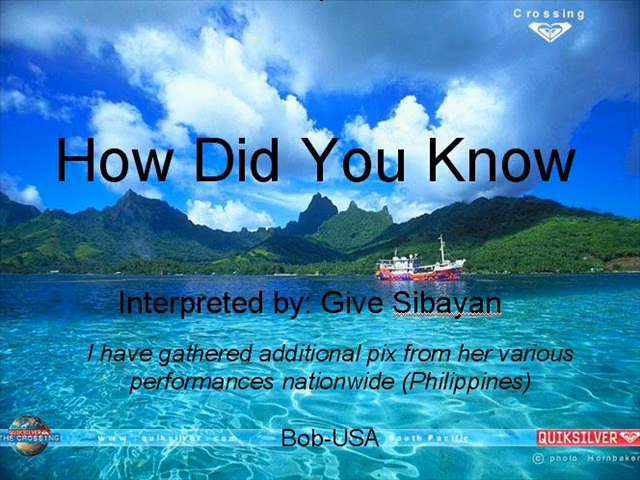 Crossing
How Did You Know
Interpreted by: Give Sibayan
I have gathered additional pix from her various
performances nationwide (Philippines)
QUIKSILVER
THE CROSSING
www.quiksilver.com
Bob-USA
South Pacific
QUIKSILVER
© photo Hornbaker